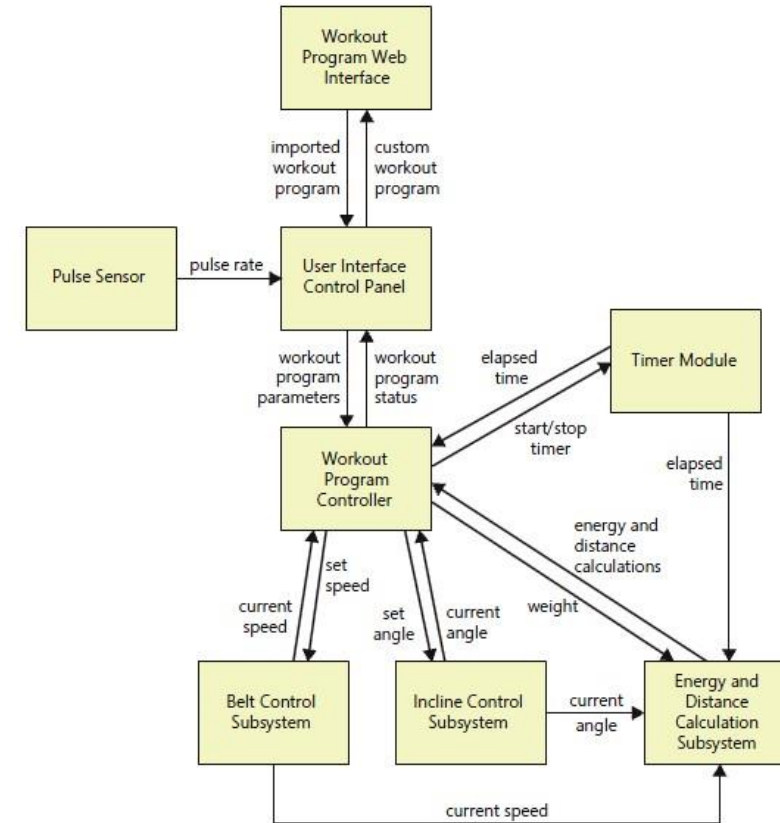 Workout
Program Web
Interface
imported
workout
program
custom
workout
program
Pulse Sensor
pulse rate
User Interface
Control Panel
workout
program
parameters
workout
program
status
elapsed
time
Timer Module
start/stop
timer
elapsed
time
Workout
Program
Controller
energy and
distance
calculations
set
speed
current
speed
set
angle
current
angle
weight
Belt Control
Subsystem
Incline Control
Subsystem
current
angle
Energy and
Distance
Calculation
Subsystem
current speed